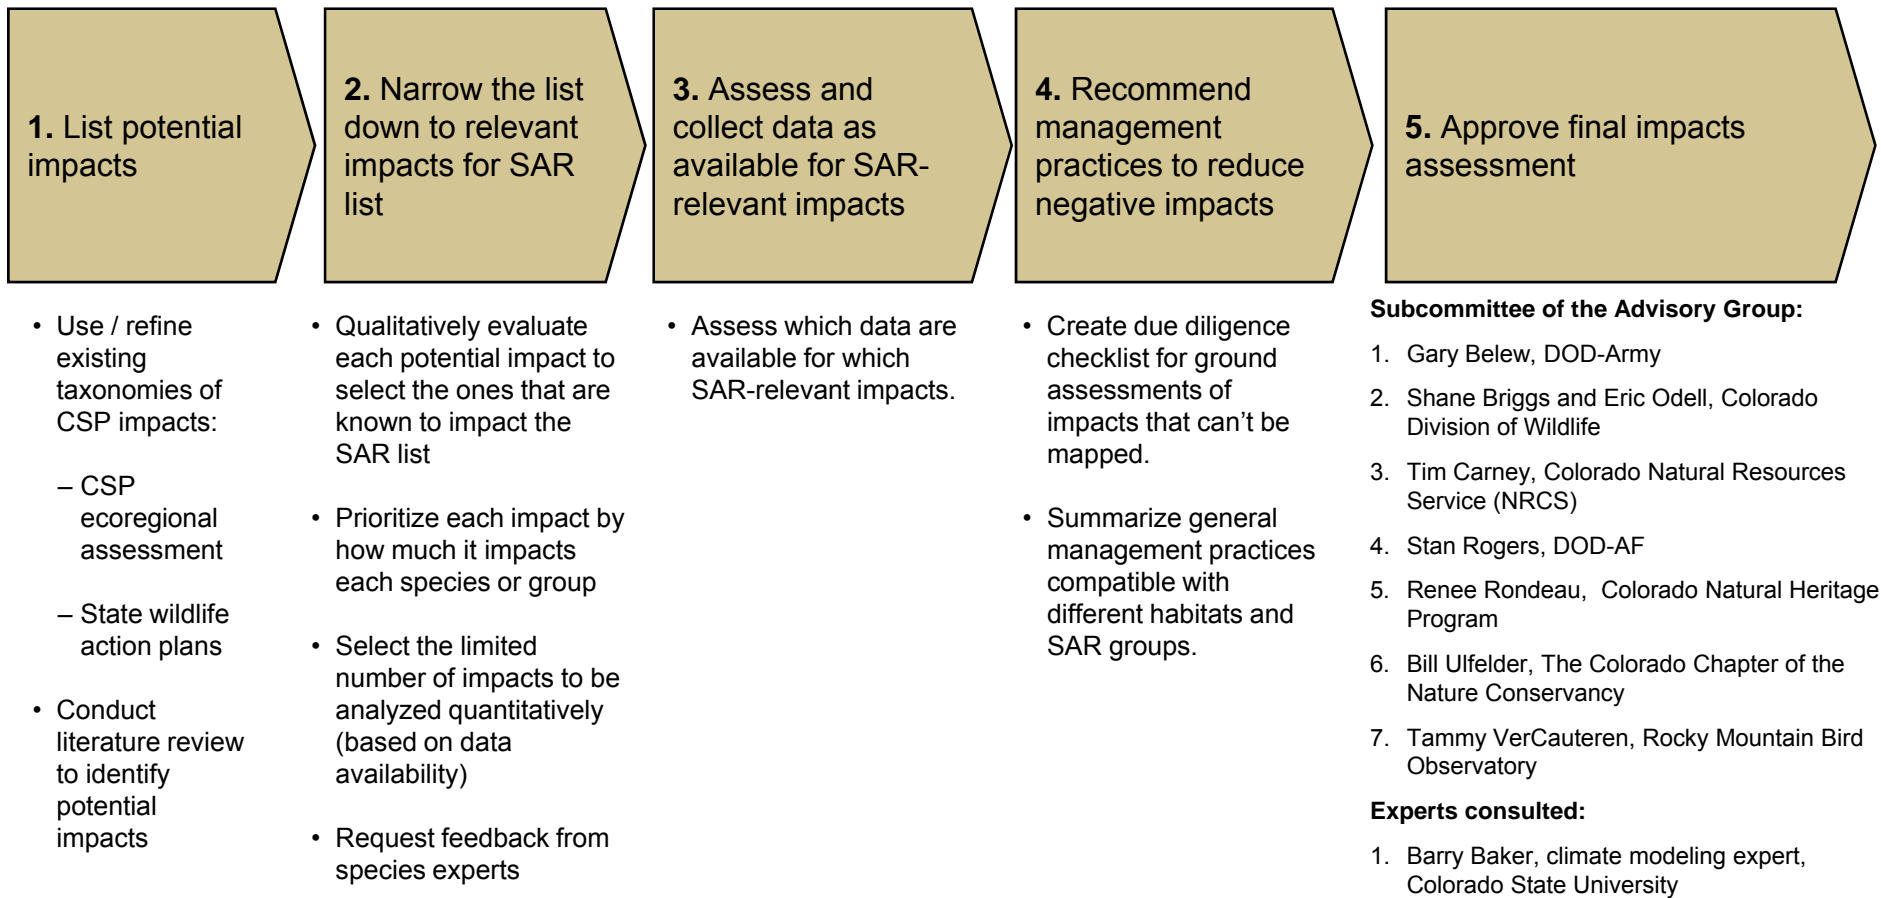 1. List potential
impacts
2. Narrow the list
down to relevant
impacts for SAR
list
3. Assess and
collect data as
available for SAR-
relevant impacts
4. Recommend
management
practices to reduce
negative impacts
5. Approve final impacts
assessment
• Use / refine
existing
taxonomies of
CSP impacts:
– CSP
ecoregional
assessment
– State wildlife
action plans
• Conduct
literature review
to identify
potential
impacts
• Qualitatively evaluate
each potential impact to
select the ones that are
known to impact the
SAR list
• Prioritize each impact by
how much it impacts
each species or group
• Select the limited
number of impacts to be
analyzed quantitatively
(based on data
availability)
• Request feedback from
species experts
• Assess which data are
available for which
SAR-relevant impacts.
• Create due diligence
checklist for ground
assessments of
impacts that can't be
mapped.
• Summarize general
management practices
compatible with
different habitats and
SAR groups.
Subcommittee of the Advisory Group:
1. Gary Belew, DOD-Army
2. Shane Briggs and Eric Odell, Colorado
Division of Wildlife
3. Tim Carney, Colorado Natural Resources
Service (NRCS)
4. Stan Rogers, DOD-AF
5. Renee Rondeau, Colorado Natural Heritage
Program
6. Bill Ulfelder, The Colorado Chapter of the
Nature Conservancy
7. Tammy VerCauteren, Rocky Mountain Bird
Observatory
Experts consulted:
1. Barry Baker, climate modeling expert,
Colorado State University